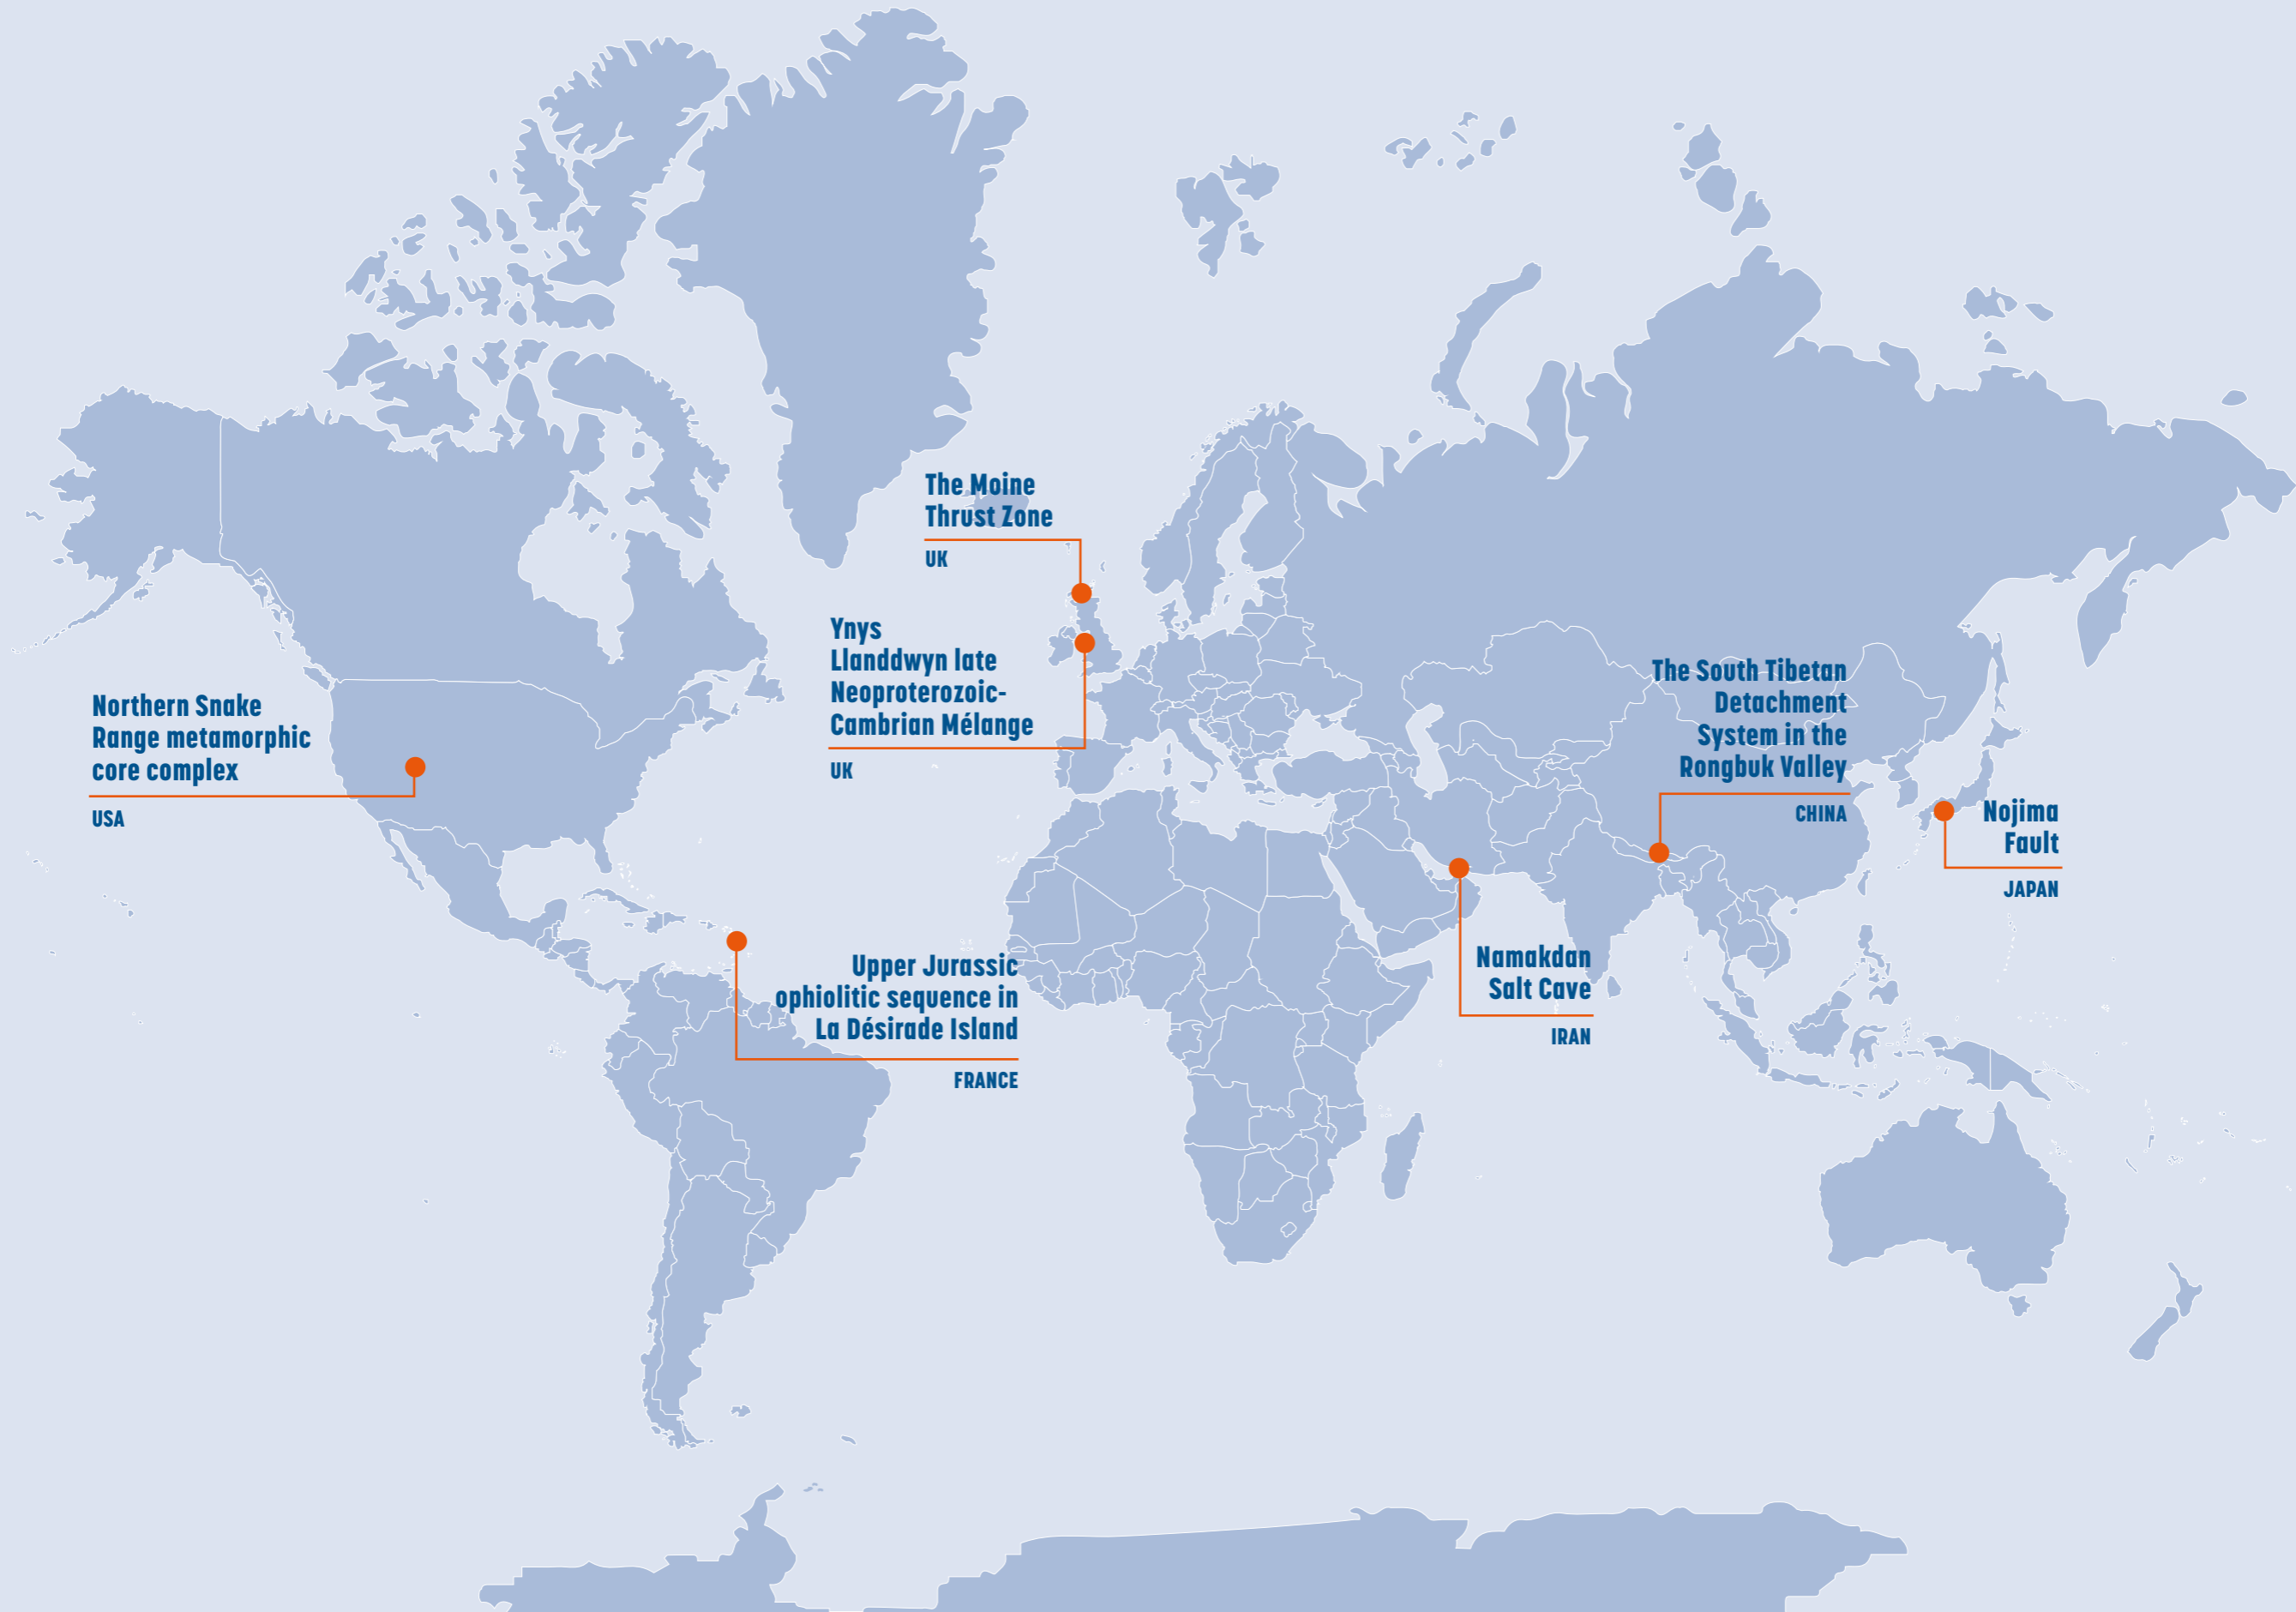 The Moine
Thrust Zone
UK
Ynys
Llanddwyn late
Neoproterozoic-
Cambrian Mélange
UK
Northern Snake
Range metamorphic
core complex
USA
The South Tibetan
Detachment
System in the
Rongbuk Valley
CHINA
Nojima
Fault
JAPAN
Upper Jurassic
ophiolitic sequence in
La Désirade Island
FRANCE
Namakdan
Salt Cave
IRAN